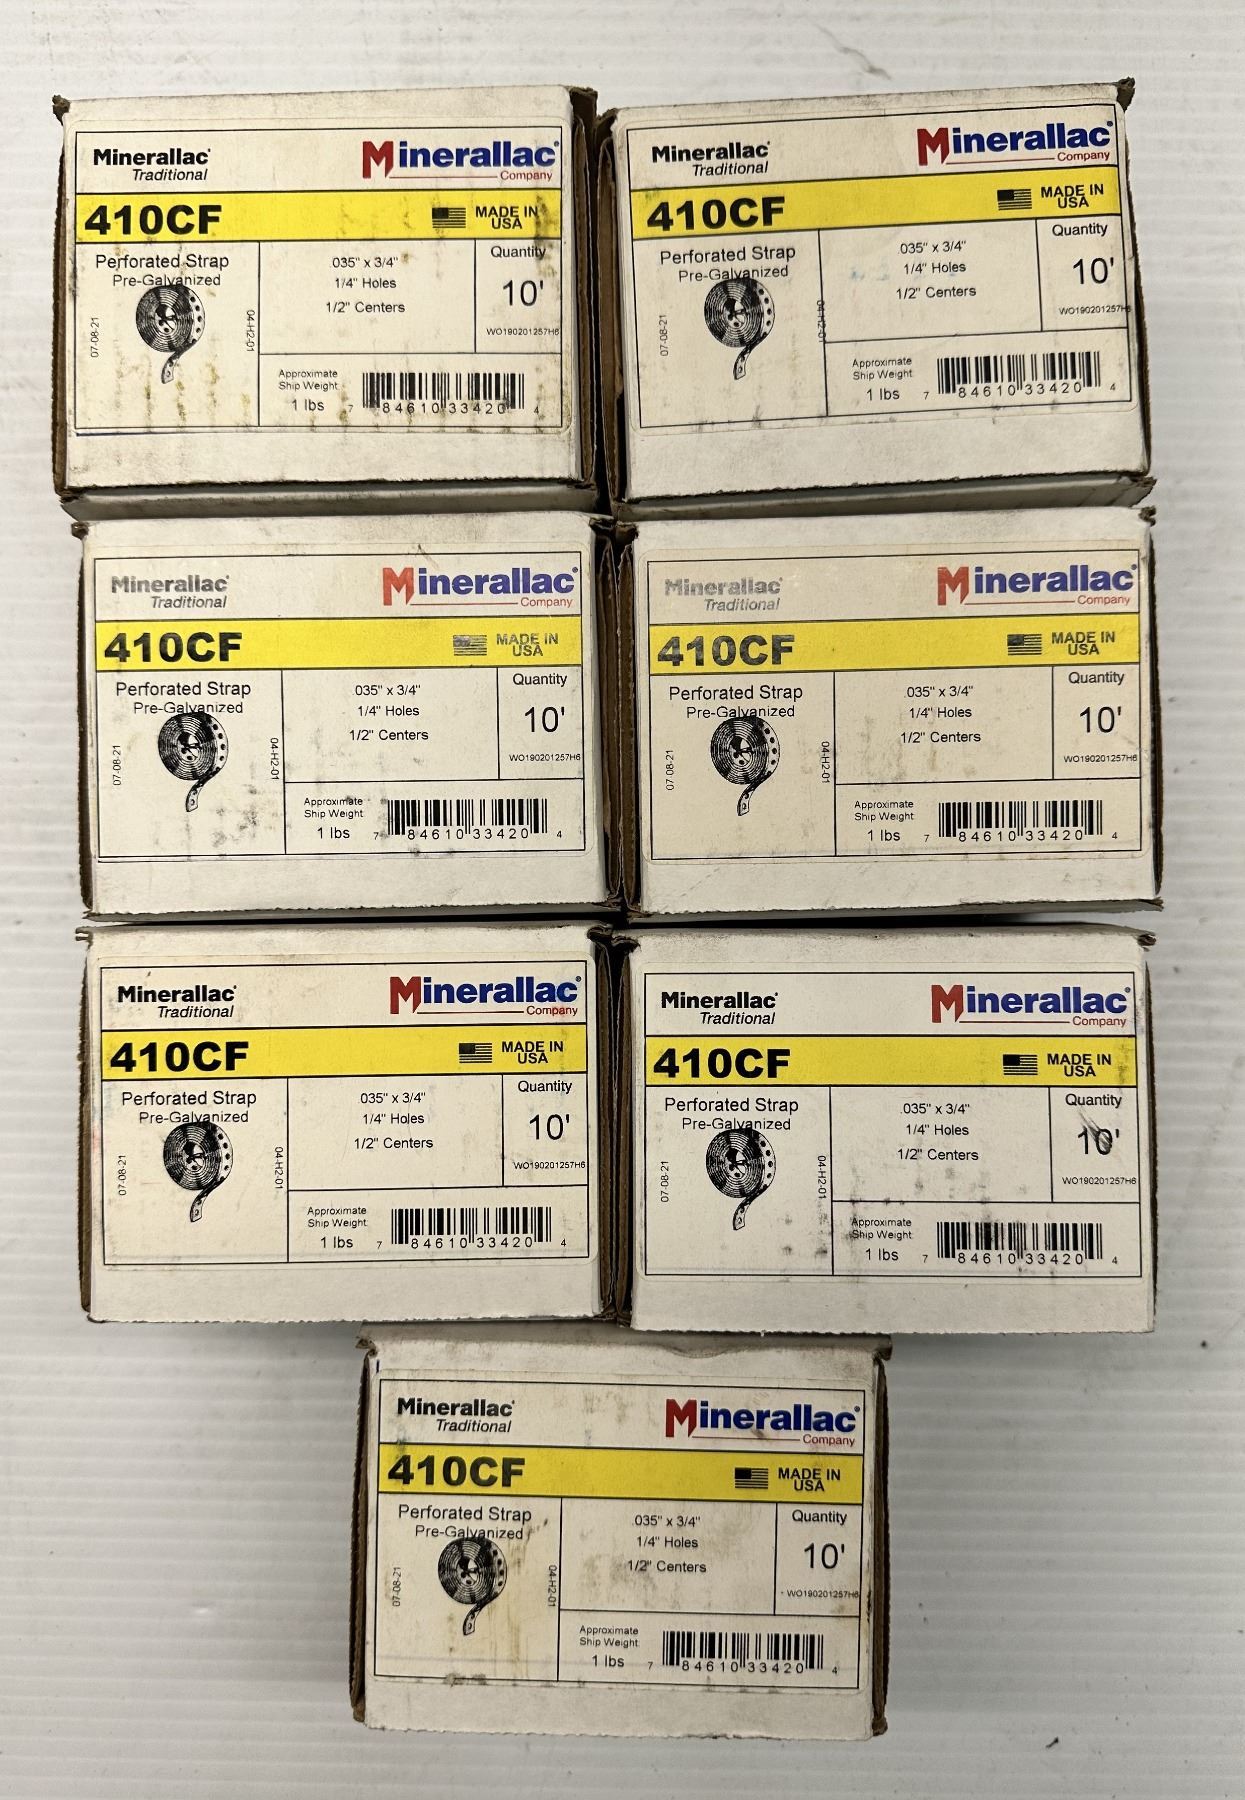 Minerallac
Traditional
Minerallac
Company
410CF
MADE IN
USA
Perforated Strap
Pre-Galvanized
07-08-21
04-H2-01
.035" x 3/4"
1/4" Holes
1/2" Centers
Quantity
10'
WO190201257H6
Approximate
Ship Weight
1 lbs
7 84610 33420 4
Minerallac
Traditional
Minerallac
Company
410CF
MADE IN
USA
Perforated Strap
Pre-Galvanized
07-08-21
04-H2-01
.035" x 3/4"
1/4" Holes
1/2" Centers
Quantity
10'
WO190201257H6
Approximate
Ship Weight
1 lbs
7 84610 33420 4
Minerallac
Traditional
Minerallac
Company
410CF
MADE IN
USA
Perforated Strap
Pre-Galvanized
07-08-21
04-H2-01
.035" x 3/4"
1/4" Holes
1/2" Centers
Quantity
10'
WO190201257H6
Approximate
Ship Weight
1 lbs
7 84610 33420 4
Minerallac
Traditional
Minerallac
Company
410CF
MADE IN
USA
Perforated Strap
Pre-Galvanized
07-08-21
04-H2-01
.035" x 3/4"
1/4" Holes
1/2" Centers
Quantity
10'
WO190201257H6
Approximate
Ship Weight
1 lbs
7 84610 33420 4
Minerallac
Traditional
Minerallac
Company
410CF
MADE IN
USA
Perforated Strap
Pre-Galvanized
07-08-21
04-H2-01
.035" x 3/4"
1/4" Holes
1/2" Centers
Quantity
10'
WO190201257H6
Approximate
Ship Weight
1 lbs
7 84610 33420 4
Minerallac
Traditional
Minerallac
Company
410CF
MADE IN
USA
Perforated Strap
Pre-Galvanized
07-08-21
04-H2-01
.035" x 3/4"
1/4" Holes
1/2" Centers
Quantity
10'
WO190201257H6
Approximate
Ship Weight
1 lbs
7 84610 33420 4
Minerallac
Traditional
Minerallac
Company
410CF
MADE IN
USA
Perforated Strap
Pre-Galvanized
07-08-21
04-H2-01
.035" x 3/4"
1/4" Holes
1/2" Centers
Quantity
10'
WO190201257H6
Approximate
Ship Weight
1 lbs
7 84610 33420 4